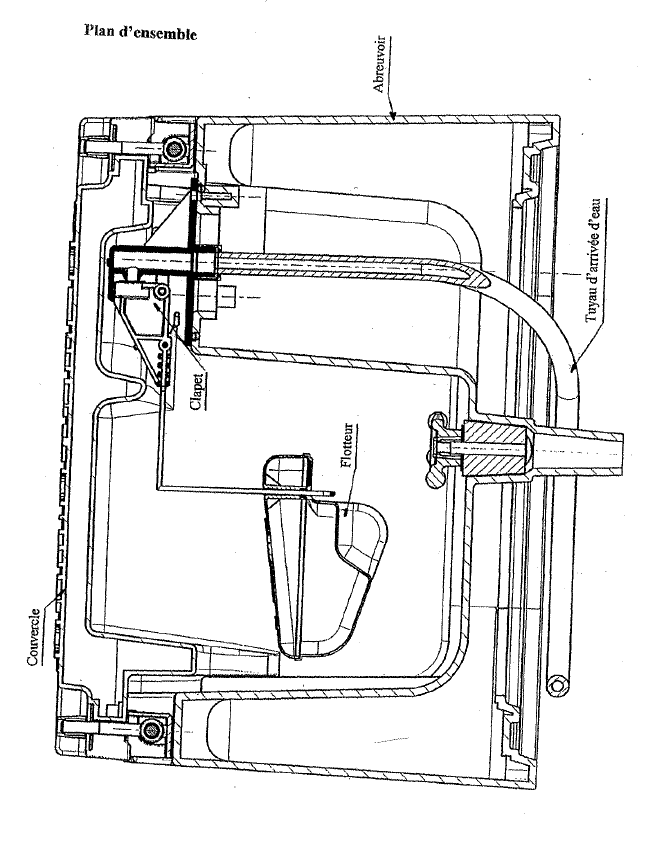 Plan d'ensemble
Abreuvoir
Tuyau d'arrivée d'eau
Clapet
Flotteur
Couvercle